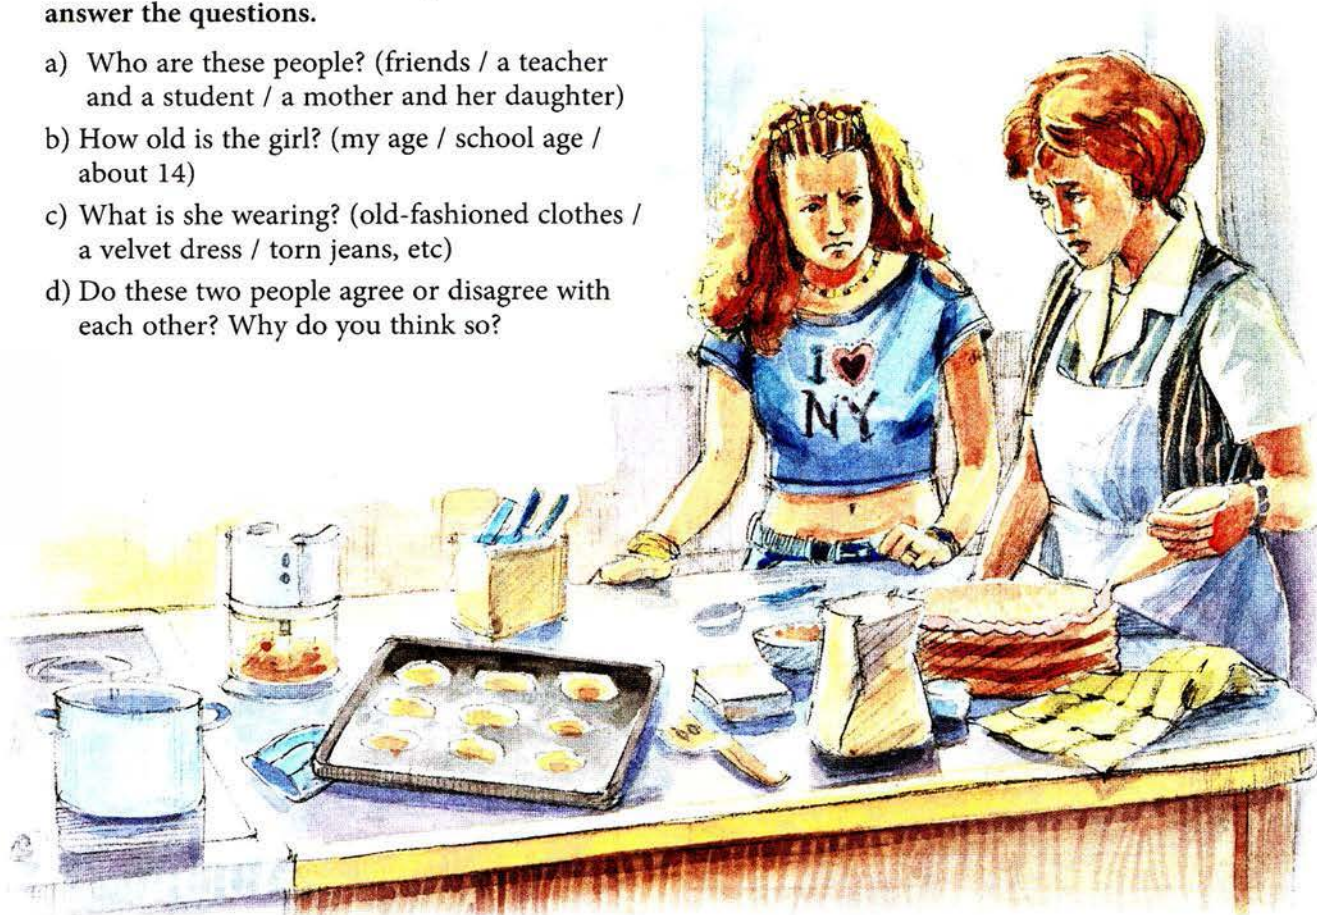 answer the questions.
a) Who are these people? (friends / a teacher
and a student / a mother and her daughter)
b) How old is the girl? (my age / school age /
about 14)
c) What is she wearing? (old-fashioned clothes /
a velvet dress / torn jeans, etc)
d) Do these two people agree or disagree with
each other? Why do you think so?
I ♥
NY